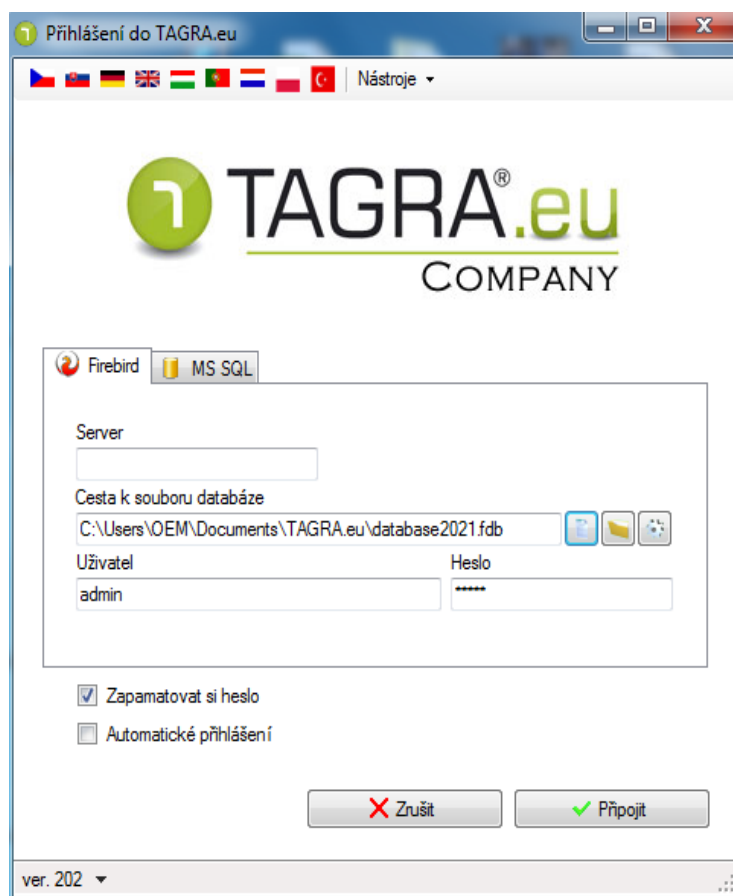 Přihlášení do TAGRA.eu
Nástroje
TAGRA®.eu
COMPANY
Firebird
MS SQL
Server
Cesta k souboru databáze
C:\Users\OEM\Documents\TAGRA.eu\database2021.fdb
Uživatel Heslo
admin *****
Zapamatovat si heslo
Automatické přihlášení
Zrušit Připojit
ver. 202